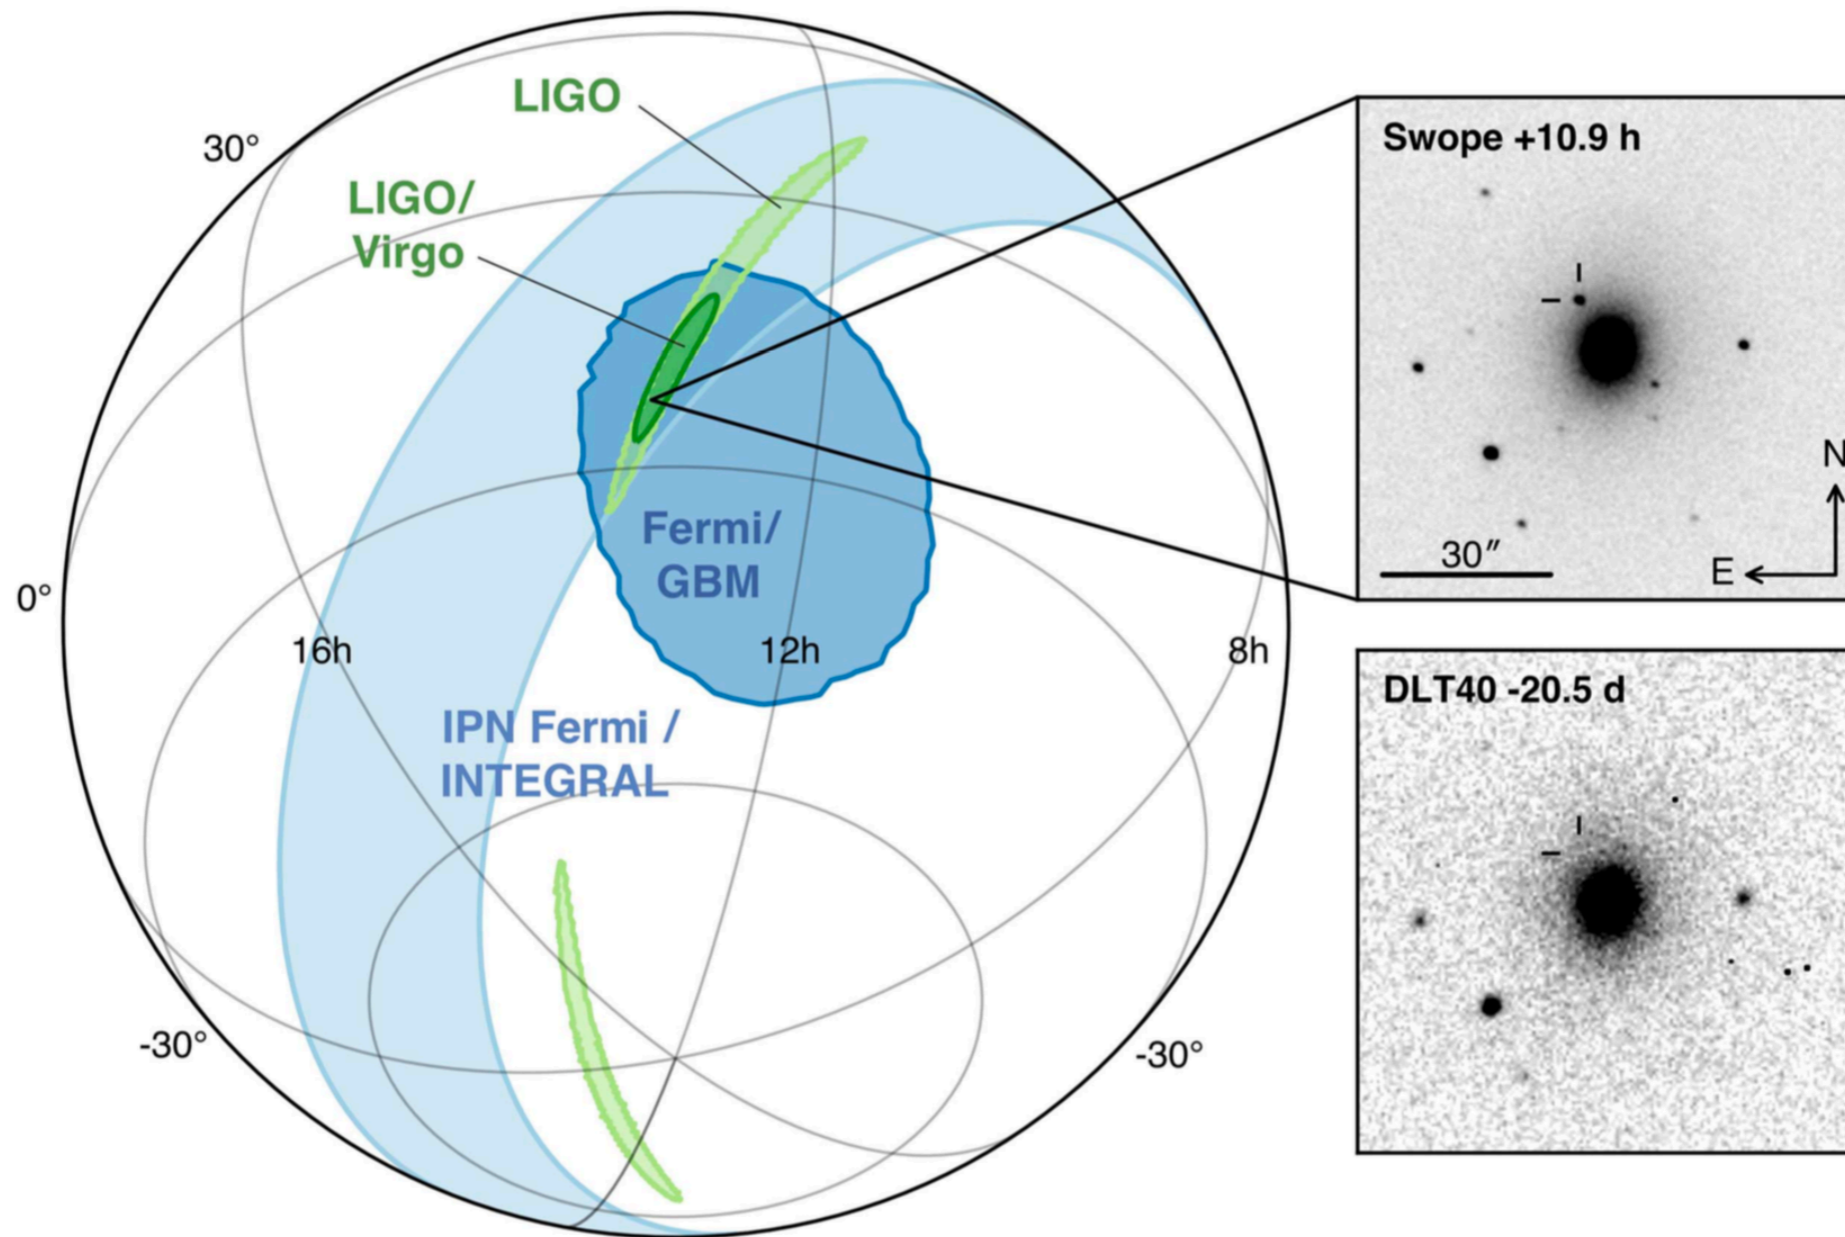 LIGO
30°
LIGO/
Virgo
0°
16h
12h
8h
Fermi/
GBM
IPN Fermi /
INTEGRAL
-30°
-30°
Swope +10.9 h
N
30″
E
DLT40 -20.5 d